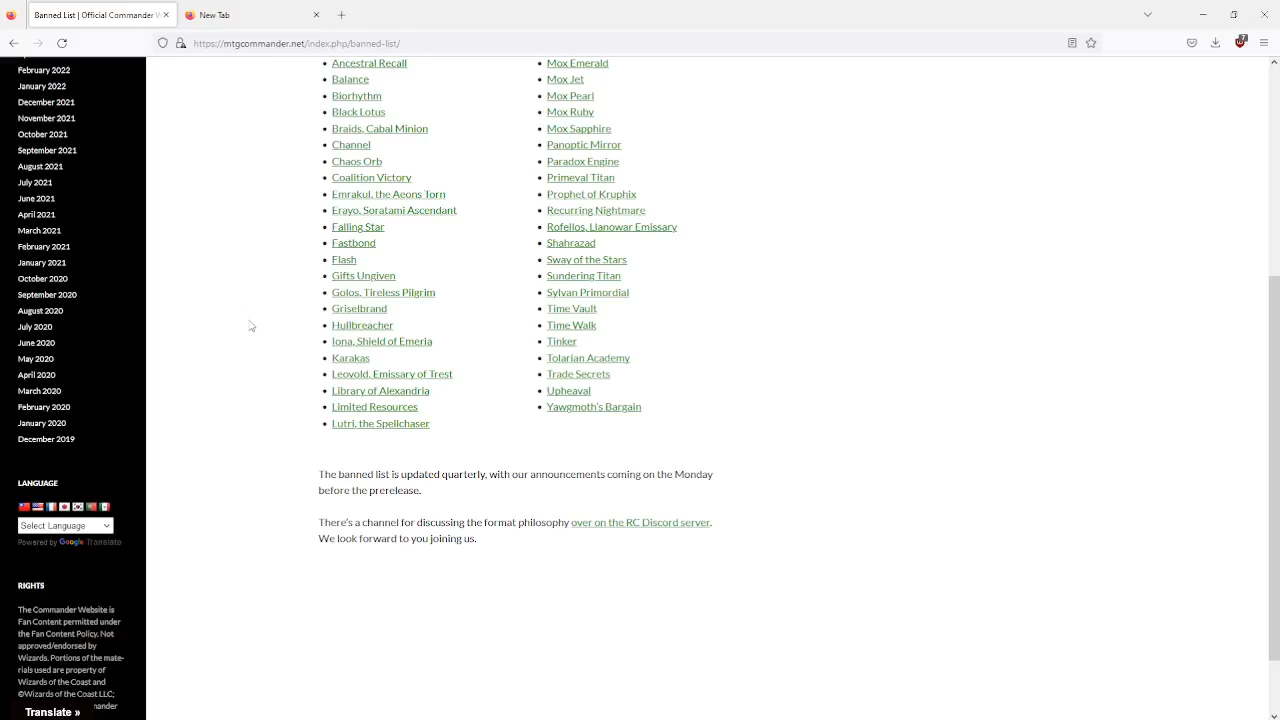 Banned List | Official Commander W
New Tab
https://mtgcommander.net/index.php/banned-list/
7
February 2022
January 2022
December 2021
November 2021
October 2021
September 2021
August 2021
July 2021
June 2021
April 2021
March 2021
February 2021
January 2021
October 2020
September 2020
August 2020
July 2020
June 2020
May 2020
April 2020
March 2020
February 2020
January 2020
December 2019
LANGUAGE
Select Language
Powered by Google Translate
RIGHTS
The Commander Website is
Fan Content permitted under
the Fan Content Policy. Not
approved/endorsed by
Wizards. Portions of the mate-
rials used are property of
Wizards of the Coast and
©Wizards of the Coast LLC;
mander
Translate »
Ancestral Recall
Balance
Biorhythm
Black Lotus
Braids, Cabal Minion
Channel
Chaos Orb
Coalition Victory
Emrakul, the Aeons Torn
Erayo, Soratami Ascendant
Falling Star
Fastbond
Flash
Gifts Ungiven
Golos, Tireless Pilgrim
Griselbrand
Hullbreacher
Iona, Shield of Emeria
Karakas
Leovold, Emissary of Trest
Library of Alexandria
Limited Resources
Lutri, the Spellchaser
Mox Emerald
Mox Jet
Mox Pearl
Mox Ruby
Mox Sapphire
Panoptic Mirror
Paradox Engine
Primeval Titan
Prophet of Kruphix
Recurring Nightmare
Rofellos, Llanowar Emissary
Shahrazad
Sway of the Stars
Sundering Titan
Sylvan Primordial
Time Vault
Time Walk
Tinker
Tolarian Academy
Trade Secrets
Upheaval
Yawgmoth's Bargain
The banned list is updated quarterly, with our announcements coming on the Monday
before the prerelease.
There's a channel for discussing the format philosophy over on the RC Discord server.
We look forward to you joining us.